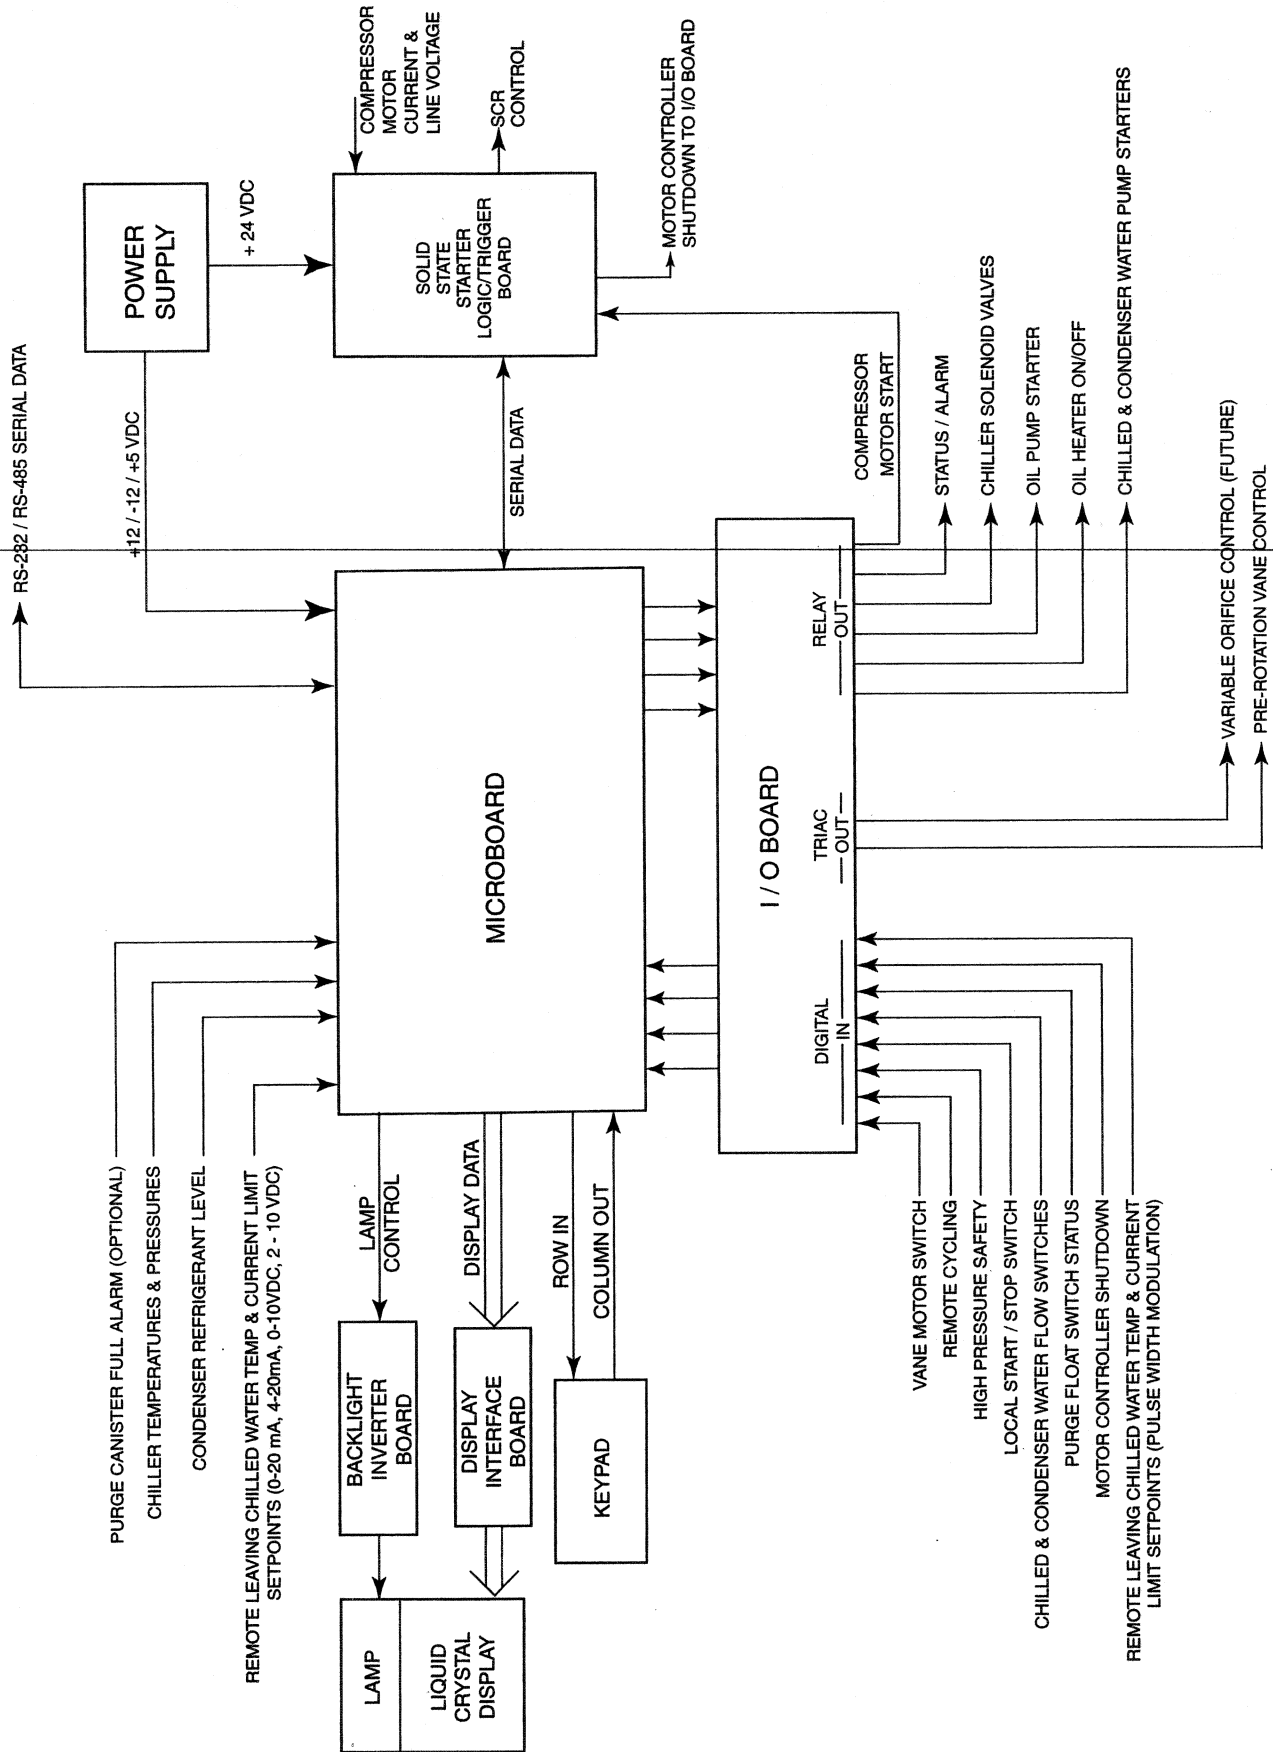 PURGE CANISTER FULL ALARM (OPTIONAL)
CHILLER TEMPERATURES & PRESSURES
CONDENSER REFRIGERANT LEVEL
REMOTE LEAVING CHILLED WATER TEMP & CURRENT LIMIT
SETPOINTS (0-20 mA, 4-20mA, 0-10VDC, 2 - 10 VDC)
RS-232 / RS-485 SERIAL DATA
+12 / -12 / +5 VDC
POWER
SUPPLY
+ 24 VDC
LAMP
LIQUID
CRYSTAL
DISPLAY
BACKLIGHT
INVERTER
BOARD
DISPLAY
INTERFACE
BOARD
KEYPAD
LAMP
CONTROL
DISPLAY DATA
ROW IN
COLUMN OUT
MICROBOARD
SERIAL DATA
SOLID
STATE
STARTER
LOGIC/TRIGGER
BOARD
COMPRESSOR
MOTOR
CURRENT &
LINE VOLTAGE
SCR
CONTROL
MOTOR CONTROLLER
SHUTDOWN TO I/O BOARD
I / O BOARD
DIGITAL
IN
TRIAC
OUT
RELAY
OUT
COMPRESSOR
MOTOR START
STATUS / ALARM
CHILLER SOLENOID VALVES
OIL PUMP STARTER
OIL HEATER ON/OFF
CHILLED & CONDENSER WATER PUMP STARTERS
VARIABLE ORIFICE CONTROL (FUTURE)
PRE-ROTATION VANE CONTROL
VANE MOTOR SWITCH
REMOTE CYCLING
HIGH PRESSURE SAFETY
LOCAL START / STOP SWITCH
CHILLED & CONDENSER WATER FLOW SWITCHES
PURGE FLOAT SWITCH STATUS
MOTOR CONTROLLER SHUTDOWN
REMOTE LEAVING CHILLED WATER TEMP & CURRENT
LIMIT SETPOINTS (PULSE WIDTH MODULATION)